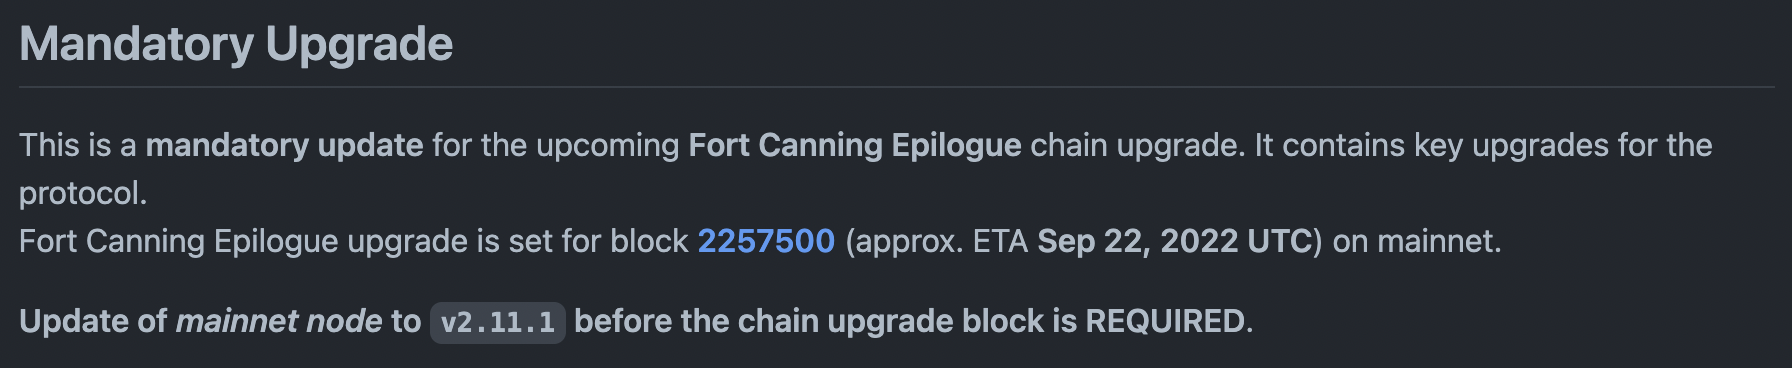 Mandatory Upgrade
This is a mandatory update for the upcoming Fort Canning Epilogue chain upgrade. It contains key upgrades for the
protocol.
Fort Canning Epilogue upgrade is set for block 2257500 (approx. ETA Sep 22, 2022 UTC) on mainnet.
Update of mainnet node to v2.11.1 before the chain upgrade block is REQUIRED.